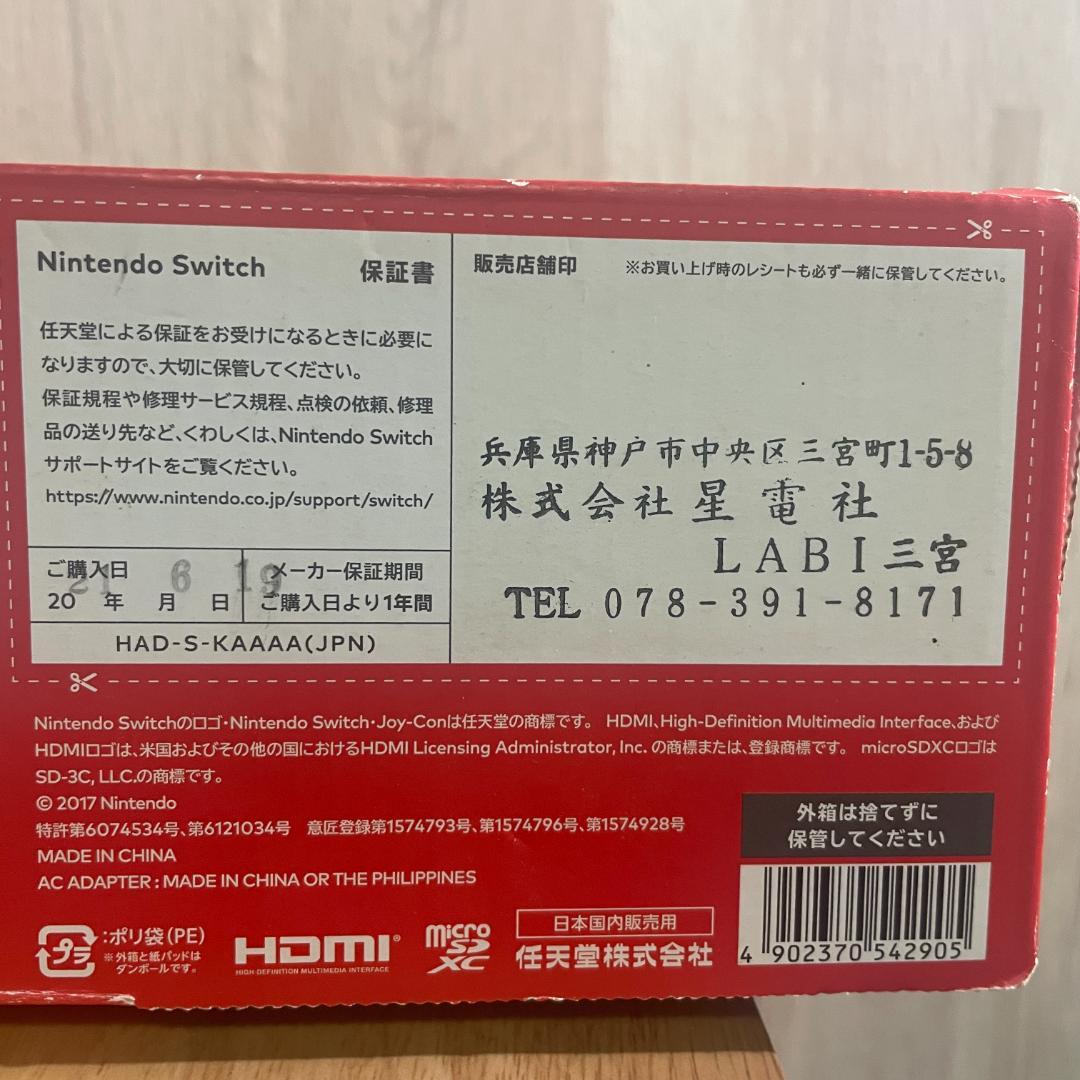 Nintendo Switch 保証書
任天堂による保証をお受けになるときに必要に
なりますので、大切に保管してください。
保証規程や修理サービス規程、点検の依頼、修理
品の送り先など、くわしくは、Nintendo Switch
サポートサイトをご覧ください。
https://www.nintendo.co.jp/support/switch/
ご購入日
21 6 19
20 年 月 日
メーカー保証期間
ご購入日より1年間
HAD-S-KAAAA(JPN)
販売店舗印 ※お買い上げ時のレシートも必ず一緒に保管してください。
兵庫県神戸市中央区三宮町1-5-8
株式会社星電社
LABI三宮
TEL 078-391-8171
Nintendo Switchのロゴ・Nintendo Switch・Joy-Conは任天堂の商標です。 HDMI、High-Definition Multimedia Interface、および
HDMIロゴは、米国およびその他の国におけるHDMI Licensing Administrator, Inc. の商標または、登録商標です。 microSDXCロゴは
SD-3C, LLC.の商標です。
© 2017 Nintendo
特許第6074534号、第6121034号 意匠登録第1574793号、第1574796号、第1574928号
MADE IN CHINA
AC ADAPTER : MADE IN CHINA OR THE PHILIPPINES
外箱は捨てずに
保管してください
プラ
:ポリ袋(PE)
※外箱と紙パッドは
ダンボールです。
HDMI®
HIGH-DEFINITION MULTIMEDIA INTERFACE
micro
SD
XC
日本国内販売用
任天堂株式会社
4 902370 542905